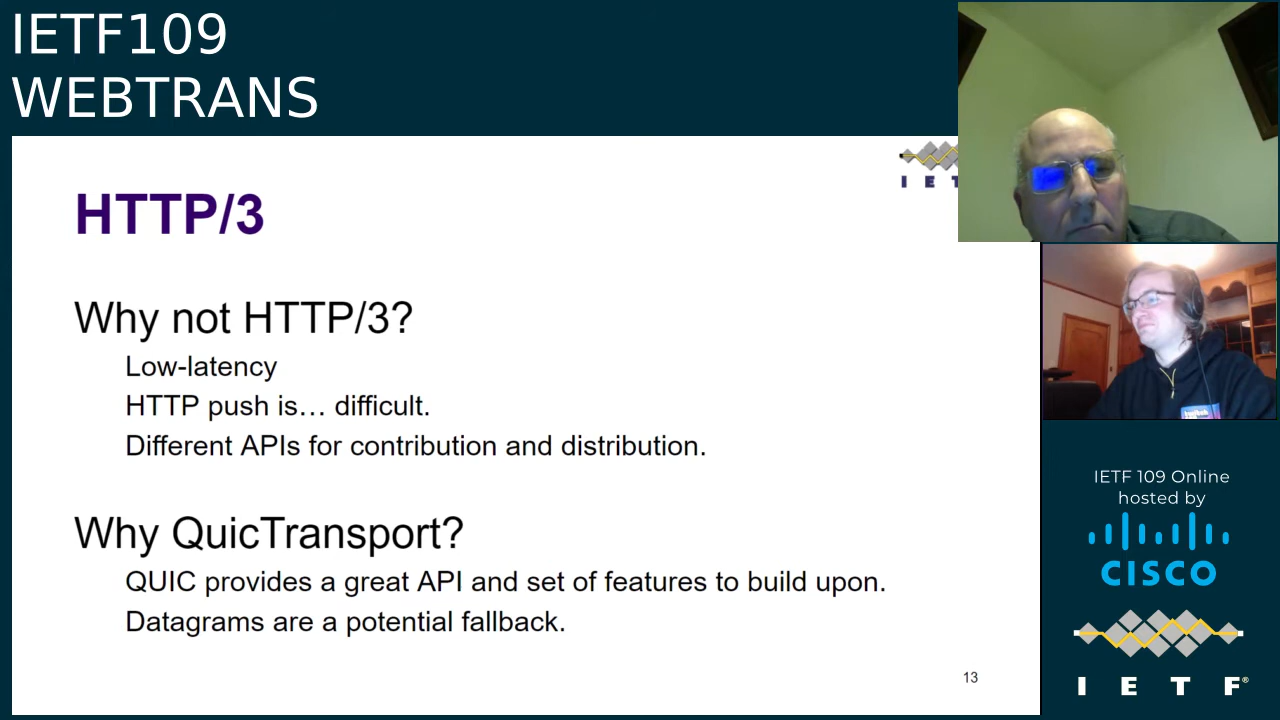 IETF109
WEBTRANS
I E T
HTTP/3
Why not HTTP/3?
Low-latency
HTTP push is… difficult.
Different APIs for contribution and distribution.
Why QuicTransport?
QUIC provides a great API and set of features to build upon.
Datagrams are a potential fallback.
13
IETF 109 Online
hosted by
CISCO
I E T F®